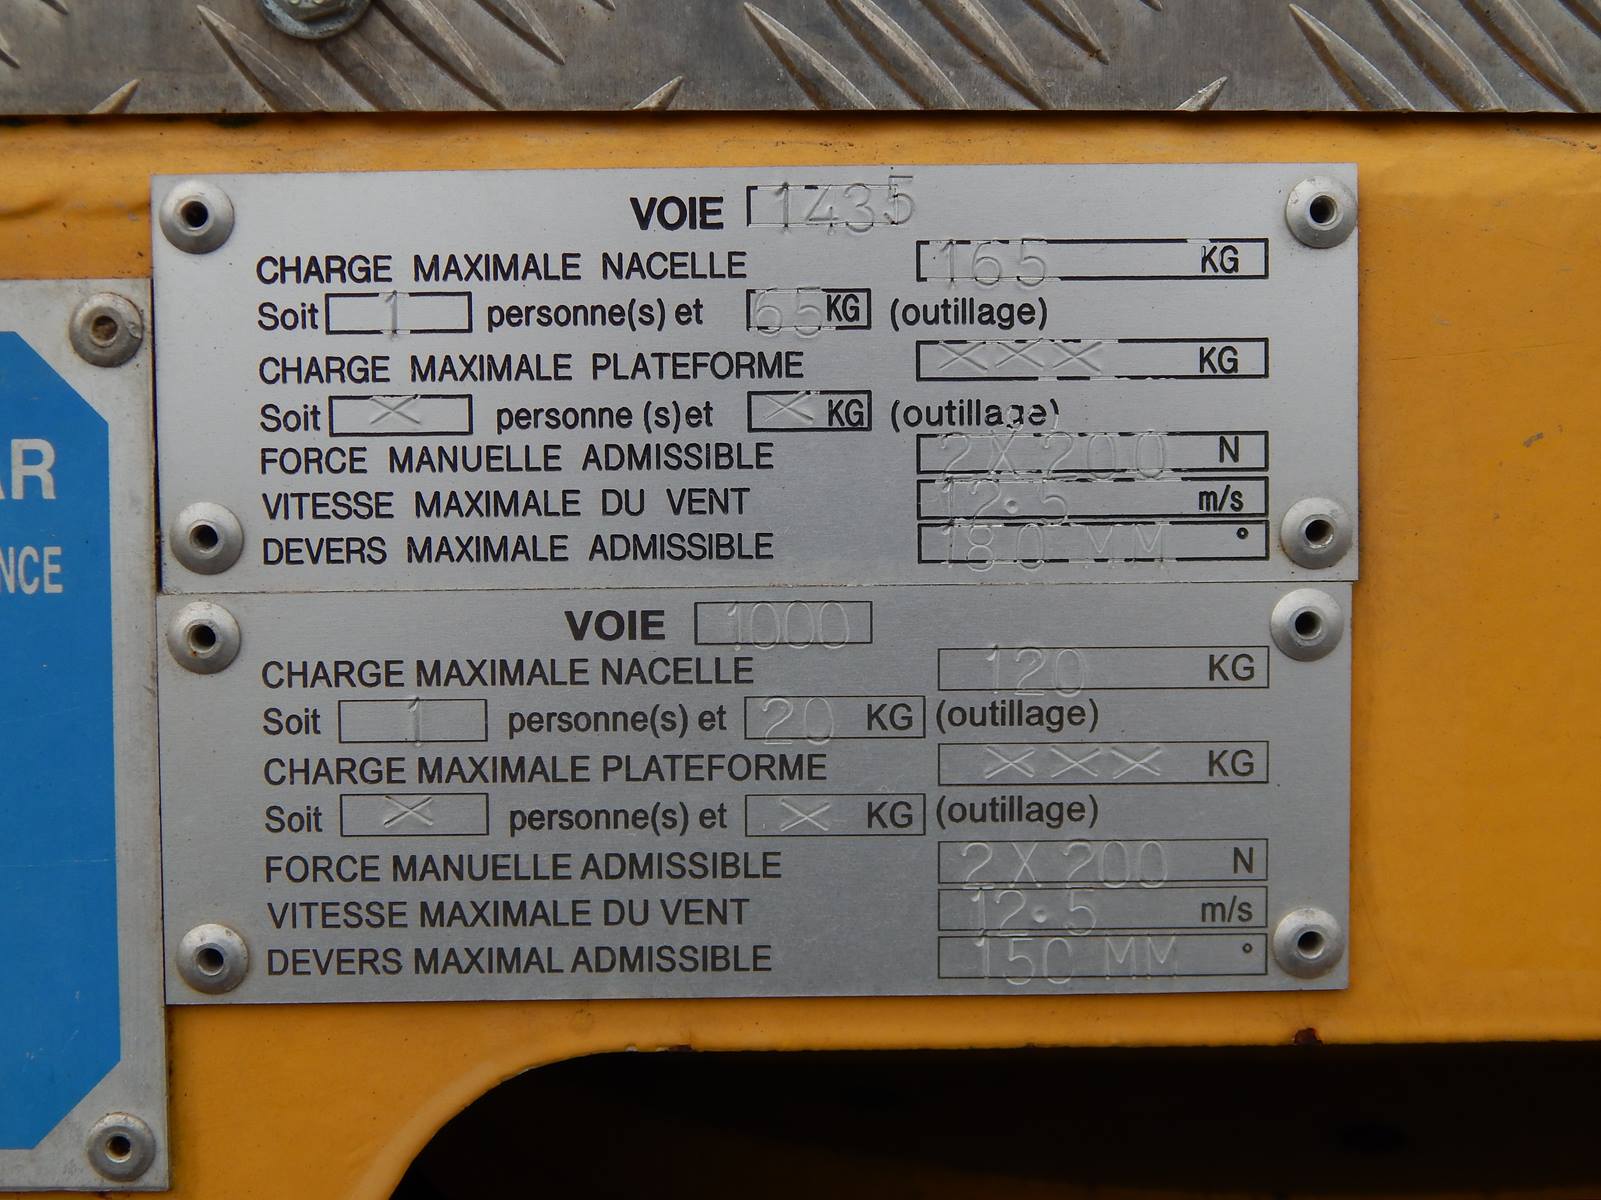 VOIE 1435
CHARGE MAXIMALE NACELLE 165 KG
Soit 1 personne(s) et 65 KG (outillage)
CHARGE MAXIMALE PLATEFORME XXX KG
Soit X personne (s)et X KG (outillage)
FORCE MANUELLE ADMISSIBLE 2X200 N
VITESSE MAXIMALE DU VENT 12.5 m/s
DEVERS MAXIMALE ADMISSIBLE 180 MM °
VOIE 1000
CHARGE MAXIMALE NACELLE 120 KG
Soit 1 personne(s) et 20 KG (outillage)
CHARGE MAXIMALE PLATEFORME XXX KG
Soit X personne(s) et X KG (outillage)
FORCE MANUELLE ADMISSIBLE 2X200 N
VITESSE MAXIMALE DU VENT 12.5 m/s
DEVERS MAXIMAL ADMISSIBLE 150 MM °
AR
NCE